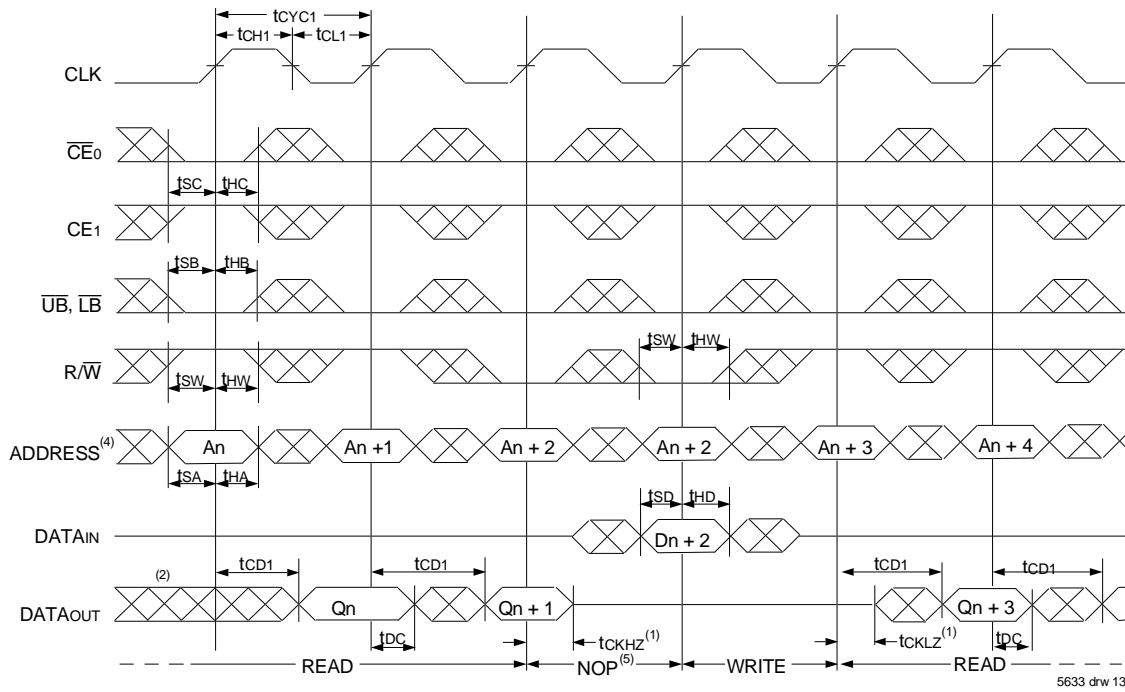 tCYC1
tCH1 tCL1
CLK
CE0
tSC tHC
CE1
tSB tHB
UB, LB
tSW tHW
R/W
tSW tHW
ADDRESS(4) An An +1 An + 2 An + 2 An + 3 An + 4
tSA tHA
tSD tHD
DATAIN Dn + 2
(2) tCD1 tCD1 tCD1 tCD1
DATAOUT Qn Qn + 1 Qn + 3
tDC tCKHZ(1) tCKLZ(1) tDC
READ NOP(5) WRITE READ
5633 drw 13